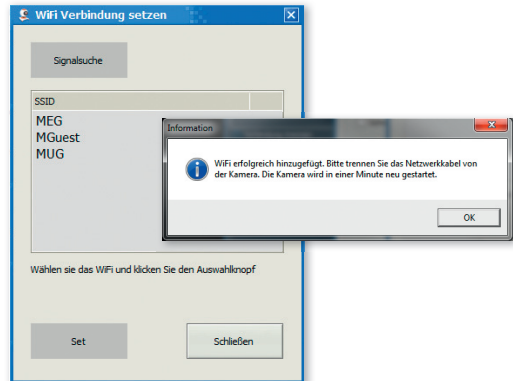 WiFi Verbindung setzen
Signalsuche
SSID
MEG
MGuest
MUG
Information
WiFi erfolgreich hinzugefügt. Bitte trennen Sie das Netzwerkkabel von
der Kamera. Die Kamera wird in einer Minute neu gestartet.
OK
Wählen sie das WiFi und klicken Sie den Auswahlknopf
Set
Schließen